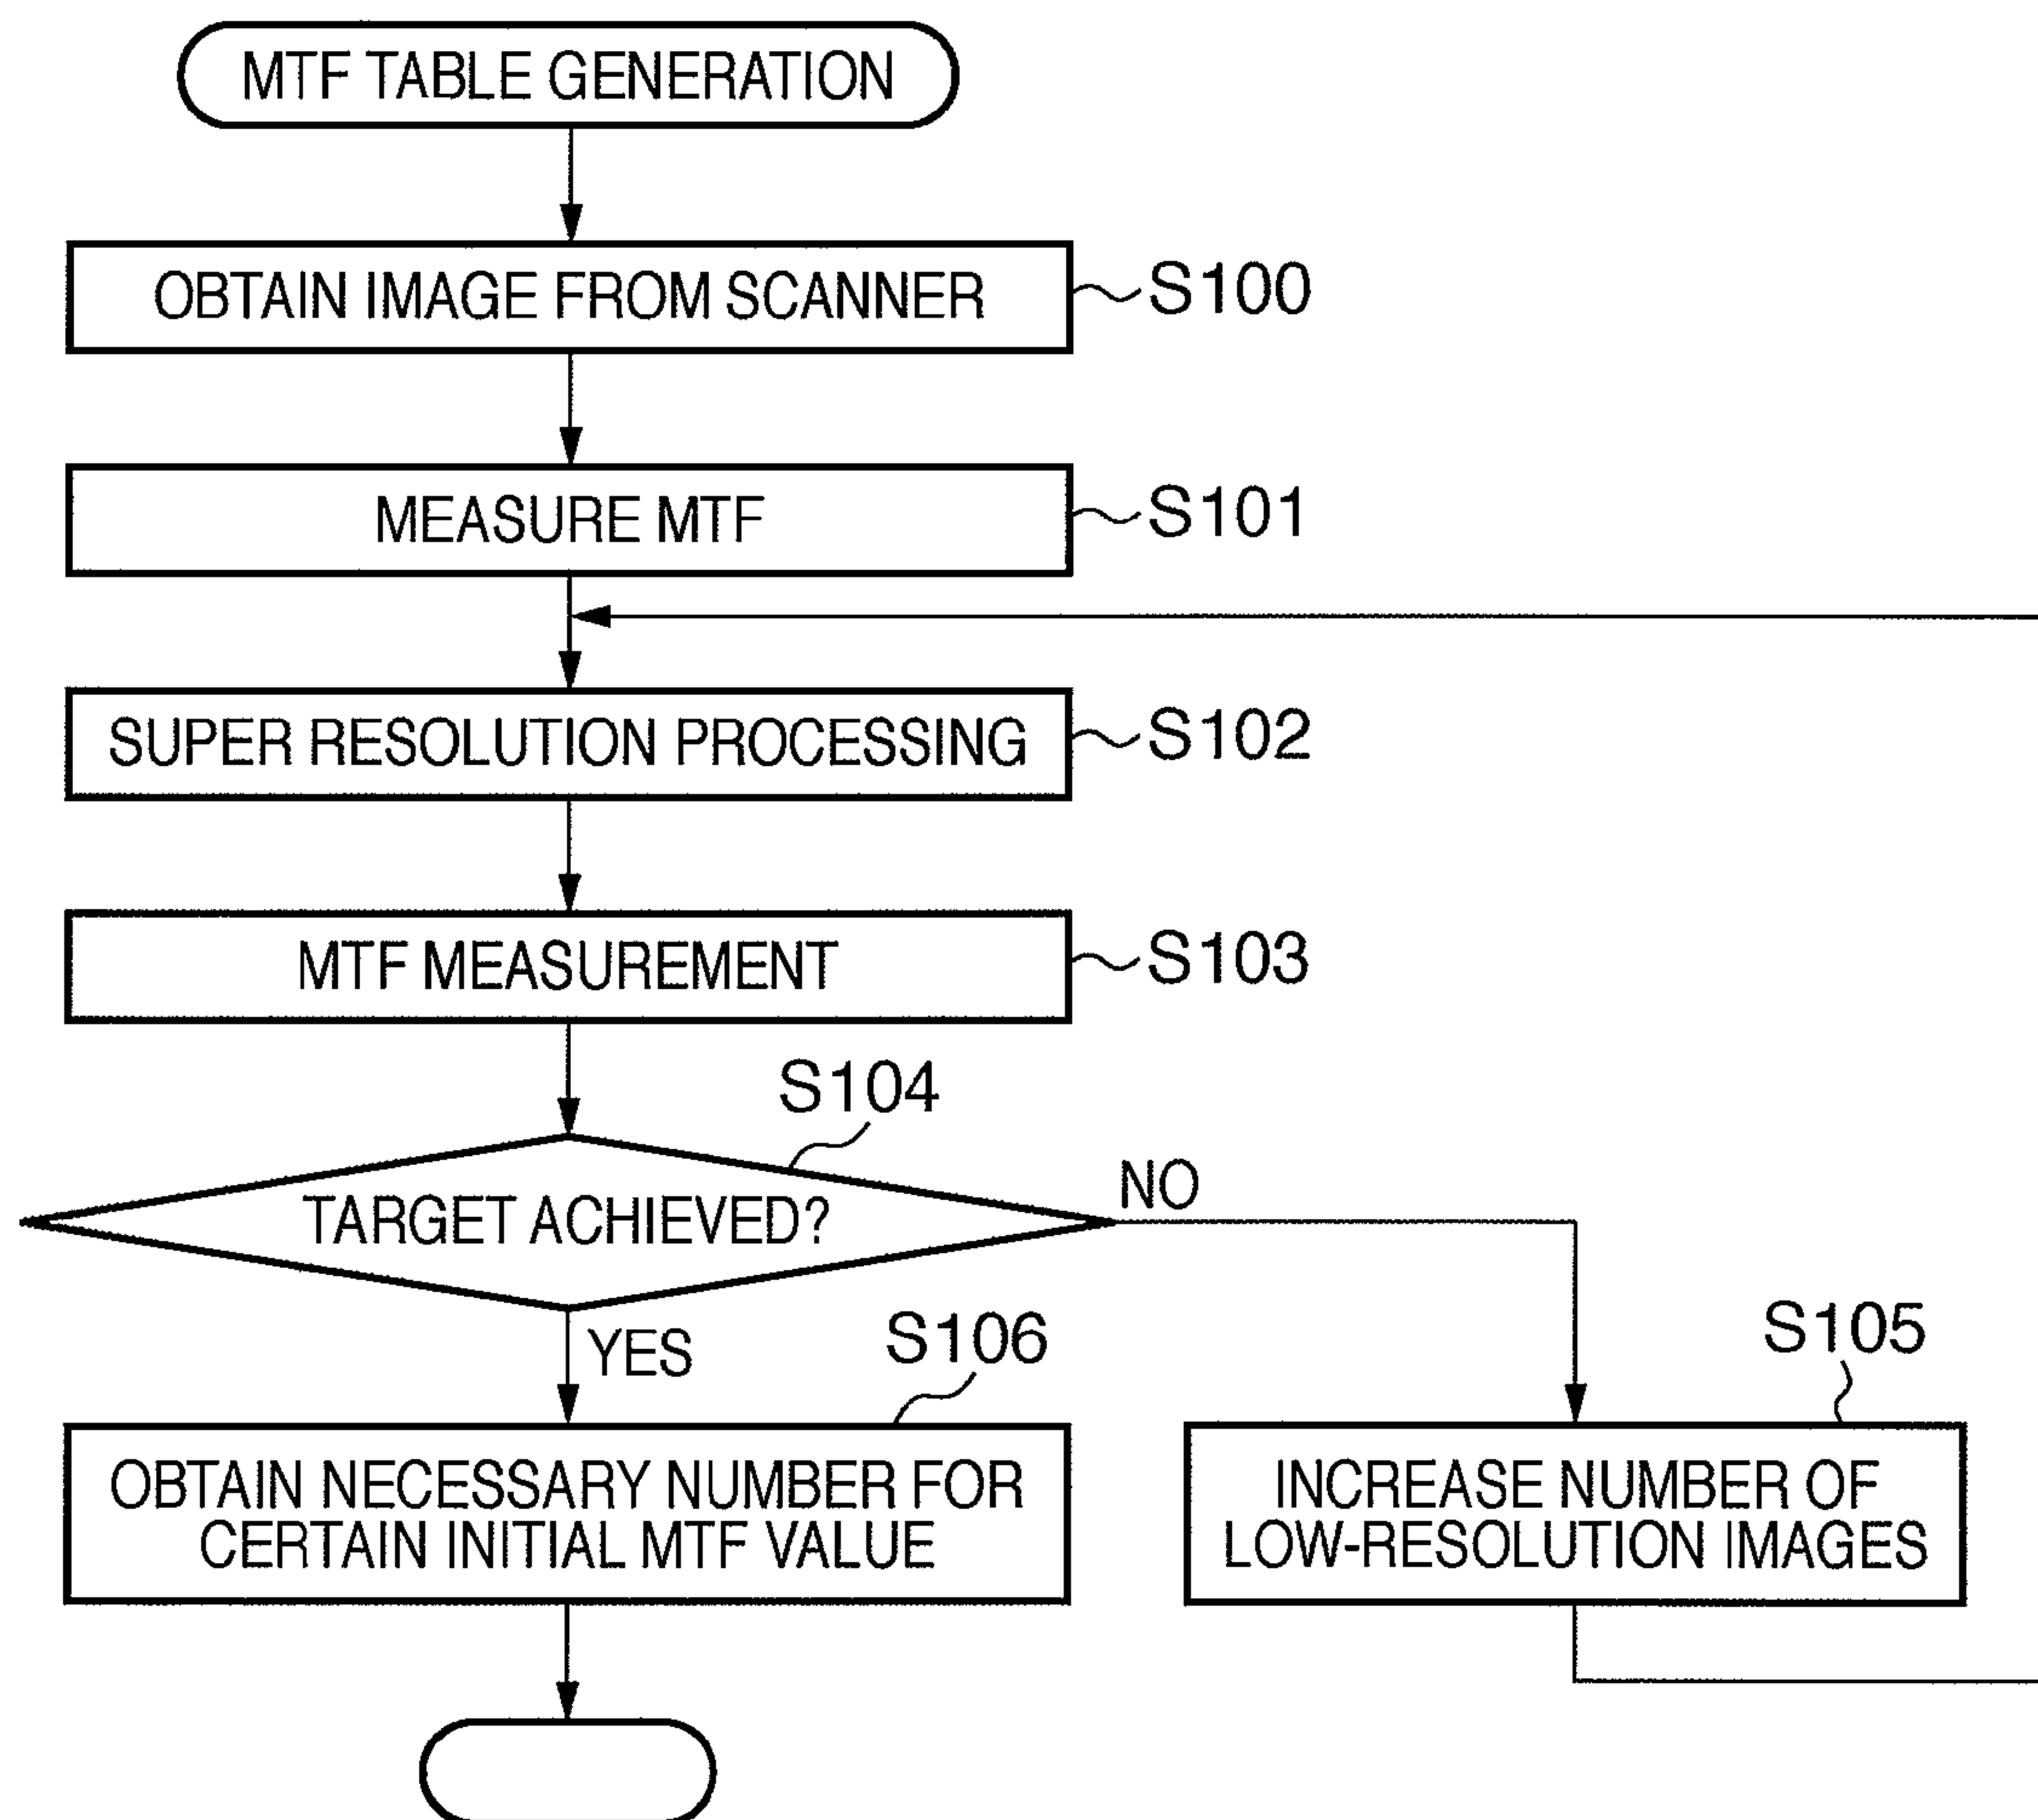 MTF TABLE GENERATION
OBTAIN IMAGE FROM SCANNER
S100
MEASURE MTF
S101
SUPER RESOLUTION PROCESSING
S102
MTF MEASUREMENT
S103
S104
TARGET ACHIEVED?
NO
YES
S106
OBTAIN NECESSARY NUMBER FOR
CERTAIN INITIAL MTF VALUE
S105
INCREASE NUMBER OF
LOW-RESOLUTION IMAGES